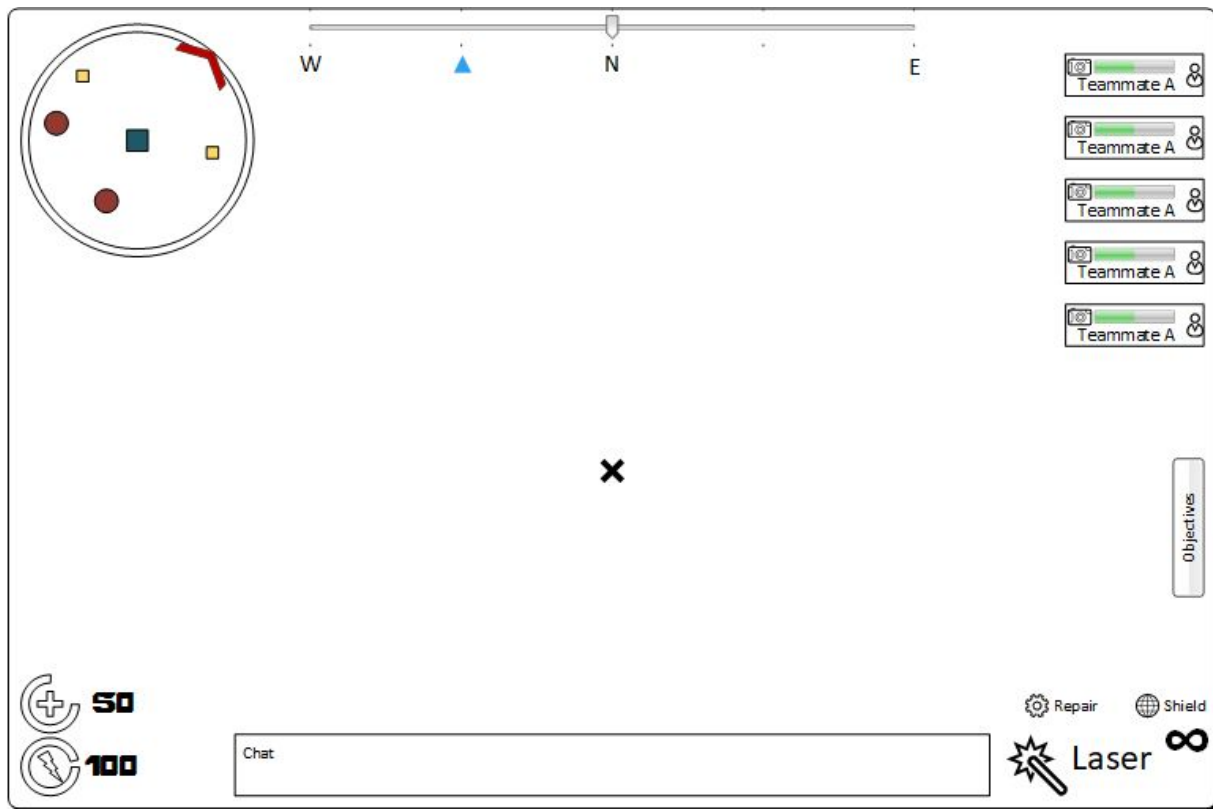 W
N
E
Teammate A
Teammate A
Teammate A
Teammate A
Teammate A
Objectives
50
100
Chat
Repair
Shield
Laser
∞